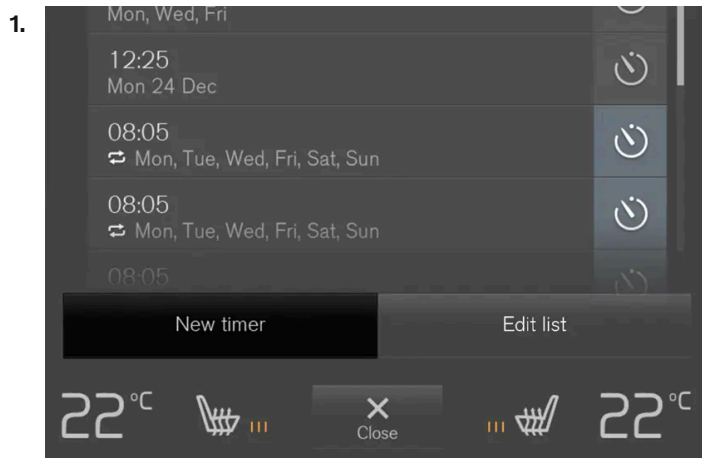 1.
Mon, Wed, Fri
12:25
Mon 24 Dec
08:05
Mon, Tue, Wed, Fri, Sat, Sun
08:05
Mon, Tue, Wed, Fri, Sat, Sun
08:05
New timer Edit list
22°C 22°C
Close